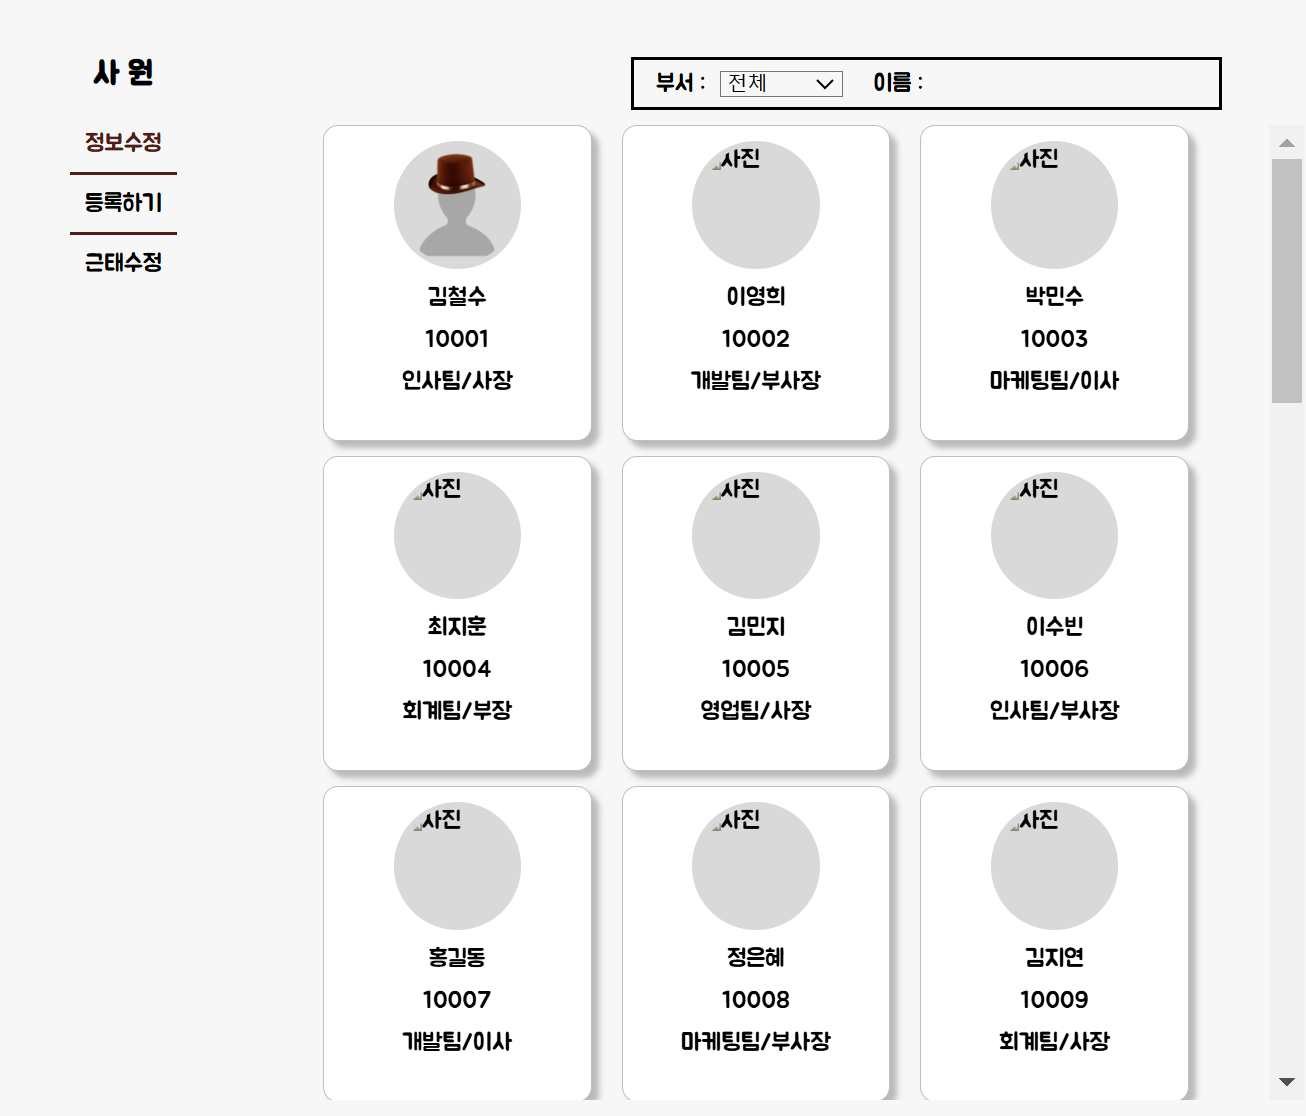 사 원
부서 : 전체 이름 :
정보수정
등록하기
근태수정
김철수
10001
인사팀/사장
사진
이영희
10002
개발팀/부사장
사진
박민수
10003
마케팅팀/이사
사진
최지훈
10004
회계팀/부장
사진
김민지
10005
영업팀/사장
사진
이수빈
10006
인사팀/부사장
사진
홍길동
10007
개발팀/이사
사진
정은혜
10008
마케팅팀/부사장
사진
김지연
10009
회계팀/사장